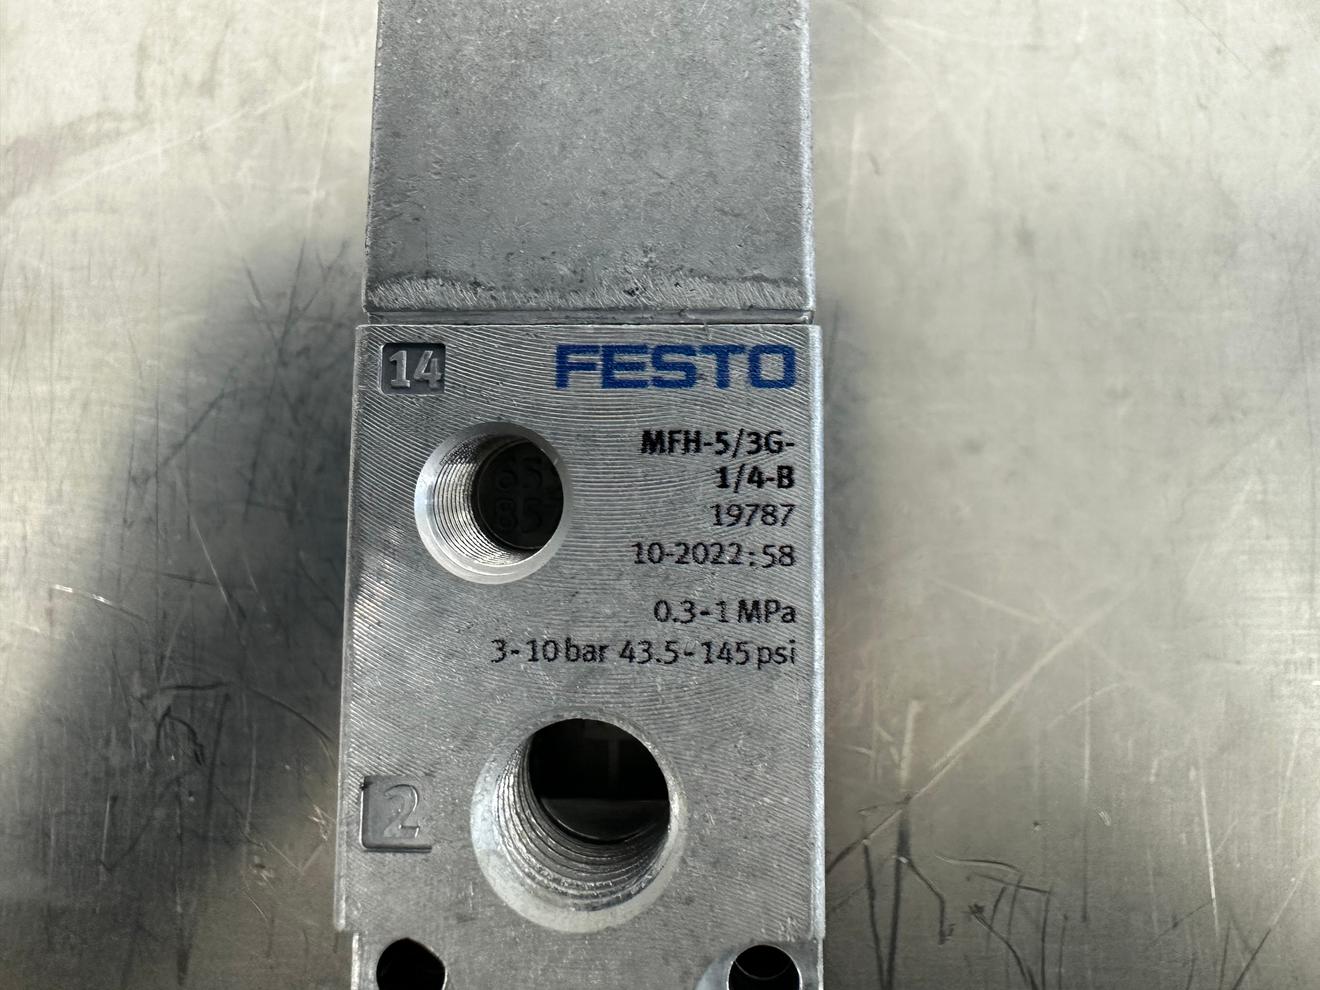 14
FESTO
MFH-5/3G-
1/4-B
19787
10-2022:58
0.3-1 MPa
3-10 bar 43.5-145 psi
2